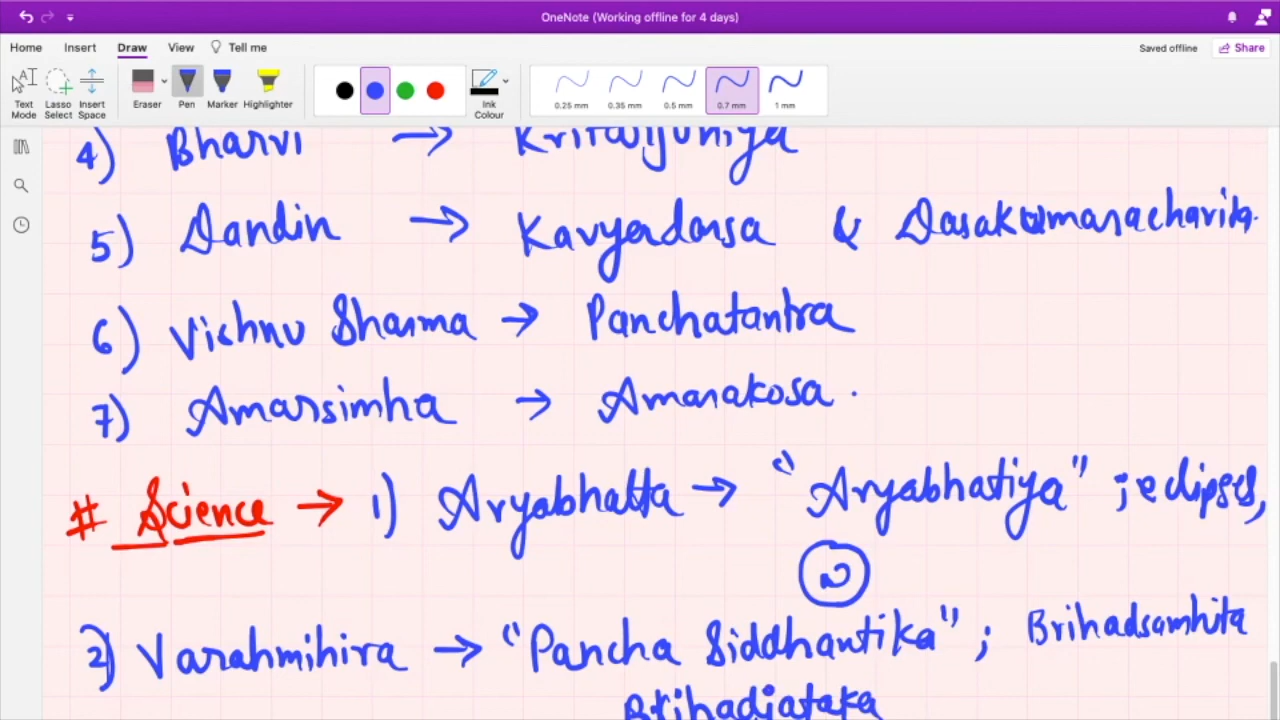 OneNote (Working offline for 4 days)
Home Insert Draw View Tell me Saved offline Share
Text Mode Lasso Select Insert Space Eraser Pen Marker Highlighter Ink Colour 0.25 mm 0.35 mm 0.5 mm 0.7 mm 1 mm
4) Bharvi →
5) Dandin → Kavyadarsa & Dasakumaracharita.
6) Vishnu Sharma → Panchatantra
7) Amarsimha → Amarakosa.
# Science → 1) Aryabhatta → "Aryabhatiya" ; eclipses,
2) Varahmihira → "Pancha Siddhantika" ; Brihadsamhita
Brihadjataka